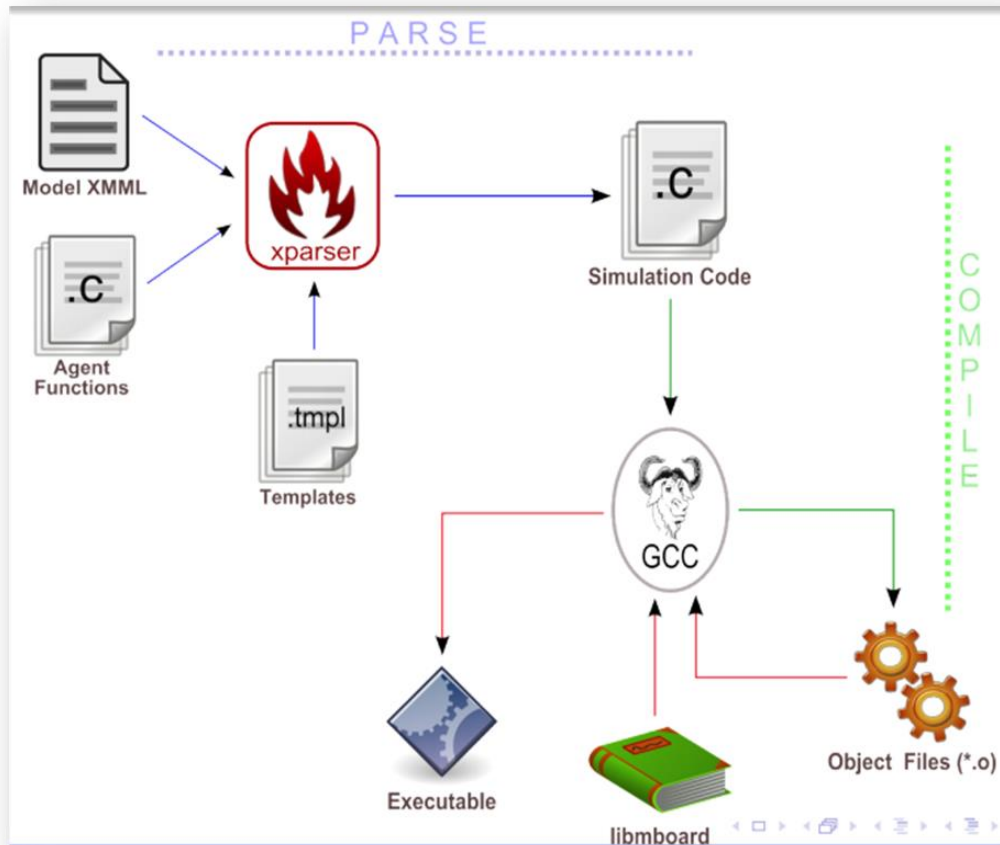 PARSE
Model XMML
.C
Agent
Functions
xparser
.tmpl
Templates
.C
Simulation Code
COMPILE
GCC
Executable
libmboard
Object Files (*.o)